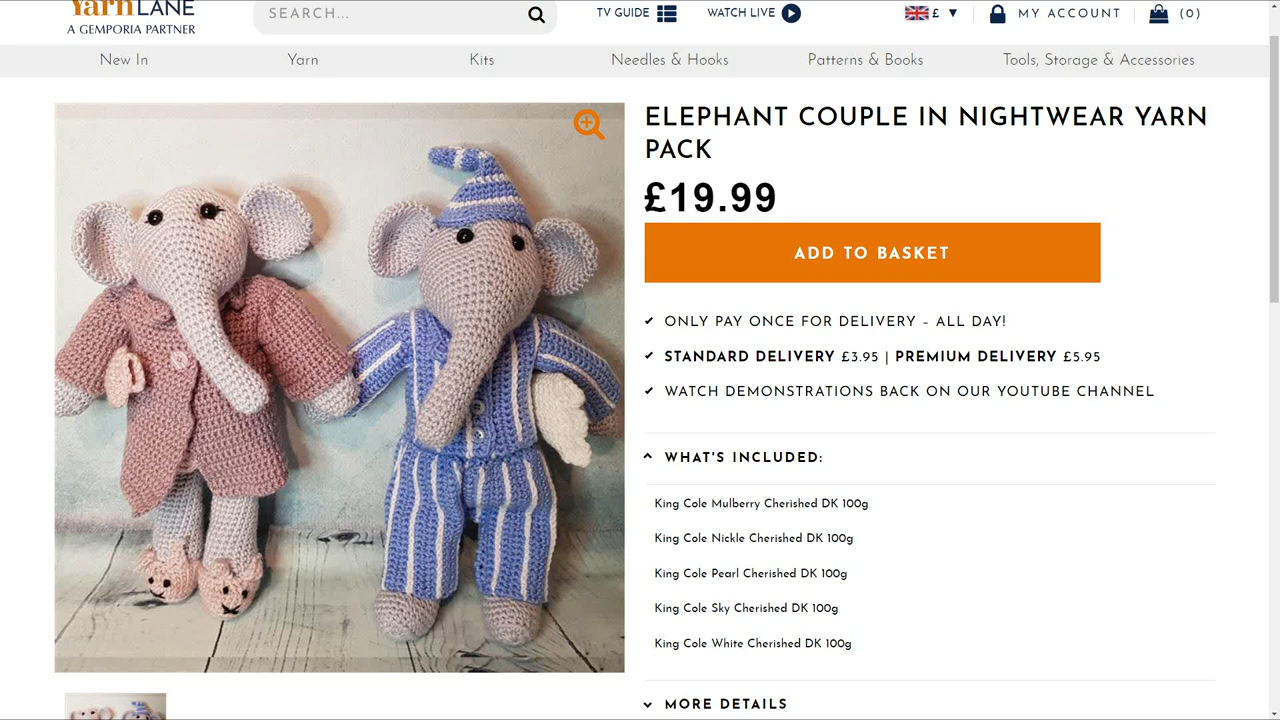 YarnLANE
A GEMPORIA PARTNER
SEARCH...
TV GUIDE
WATCH LIVE
£ ▼
MY ACCOUNT
(0)
New In
Yarn
Kits
Needles & Hooks
Patterns & Books
Tools, Storage & Accessories
ELEPHANT COUPLE IN NIGHTWEAR YARN
PACK
£19.99
ADD TO BASKET
ONLY PAY ONCE FOR DELIVERY – ALL DAY!
STANDARD DELIVERY £3.95 | PREMIUM DELIVERY £5.95
WATCH DEMONSTRATIONS BACK ON OUR YOUTUBE CHANNEL
WHAT'S INCLUDED:
King Cole Mulberry Cherished DK 100g
King Cole Nickle Cherished DK 100g
King Cole Pearl Cherished DK 100g
King Cole Sky Cherished DK 100g
King Cole White Cherished DK 100g
MORE DETAILS